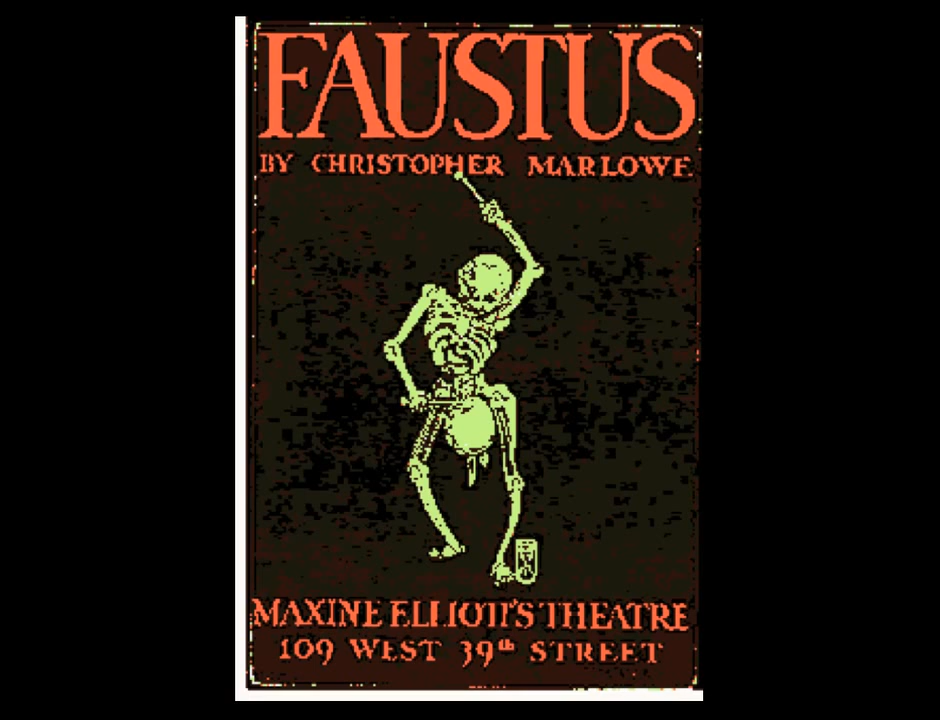 FAUSTUS
BY CHRISTOPHER MARLOWE
MAXINE ELLIOTT'S THEATRE
109 WEST 39th STREET